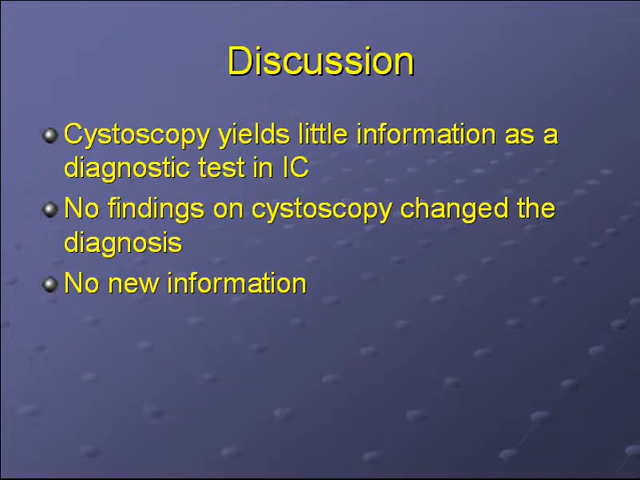 Discussion
Cystoscopy yields little information as a
diagnostic test in IC
No findings on cystoscopy changed the
diagnosis
No new information